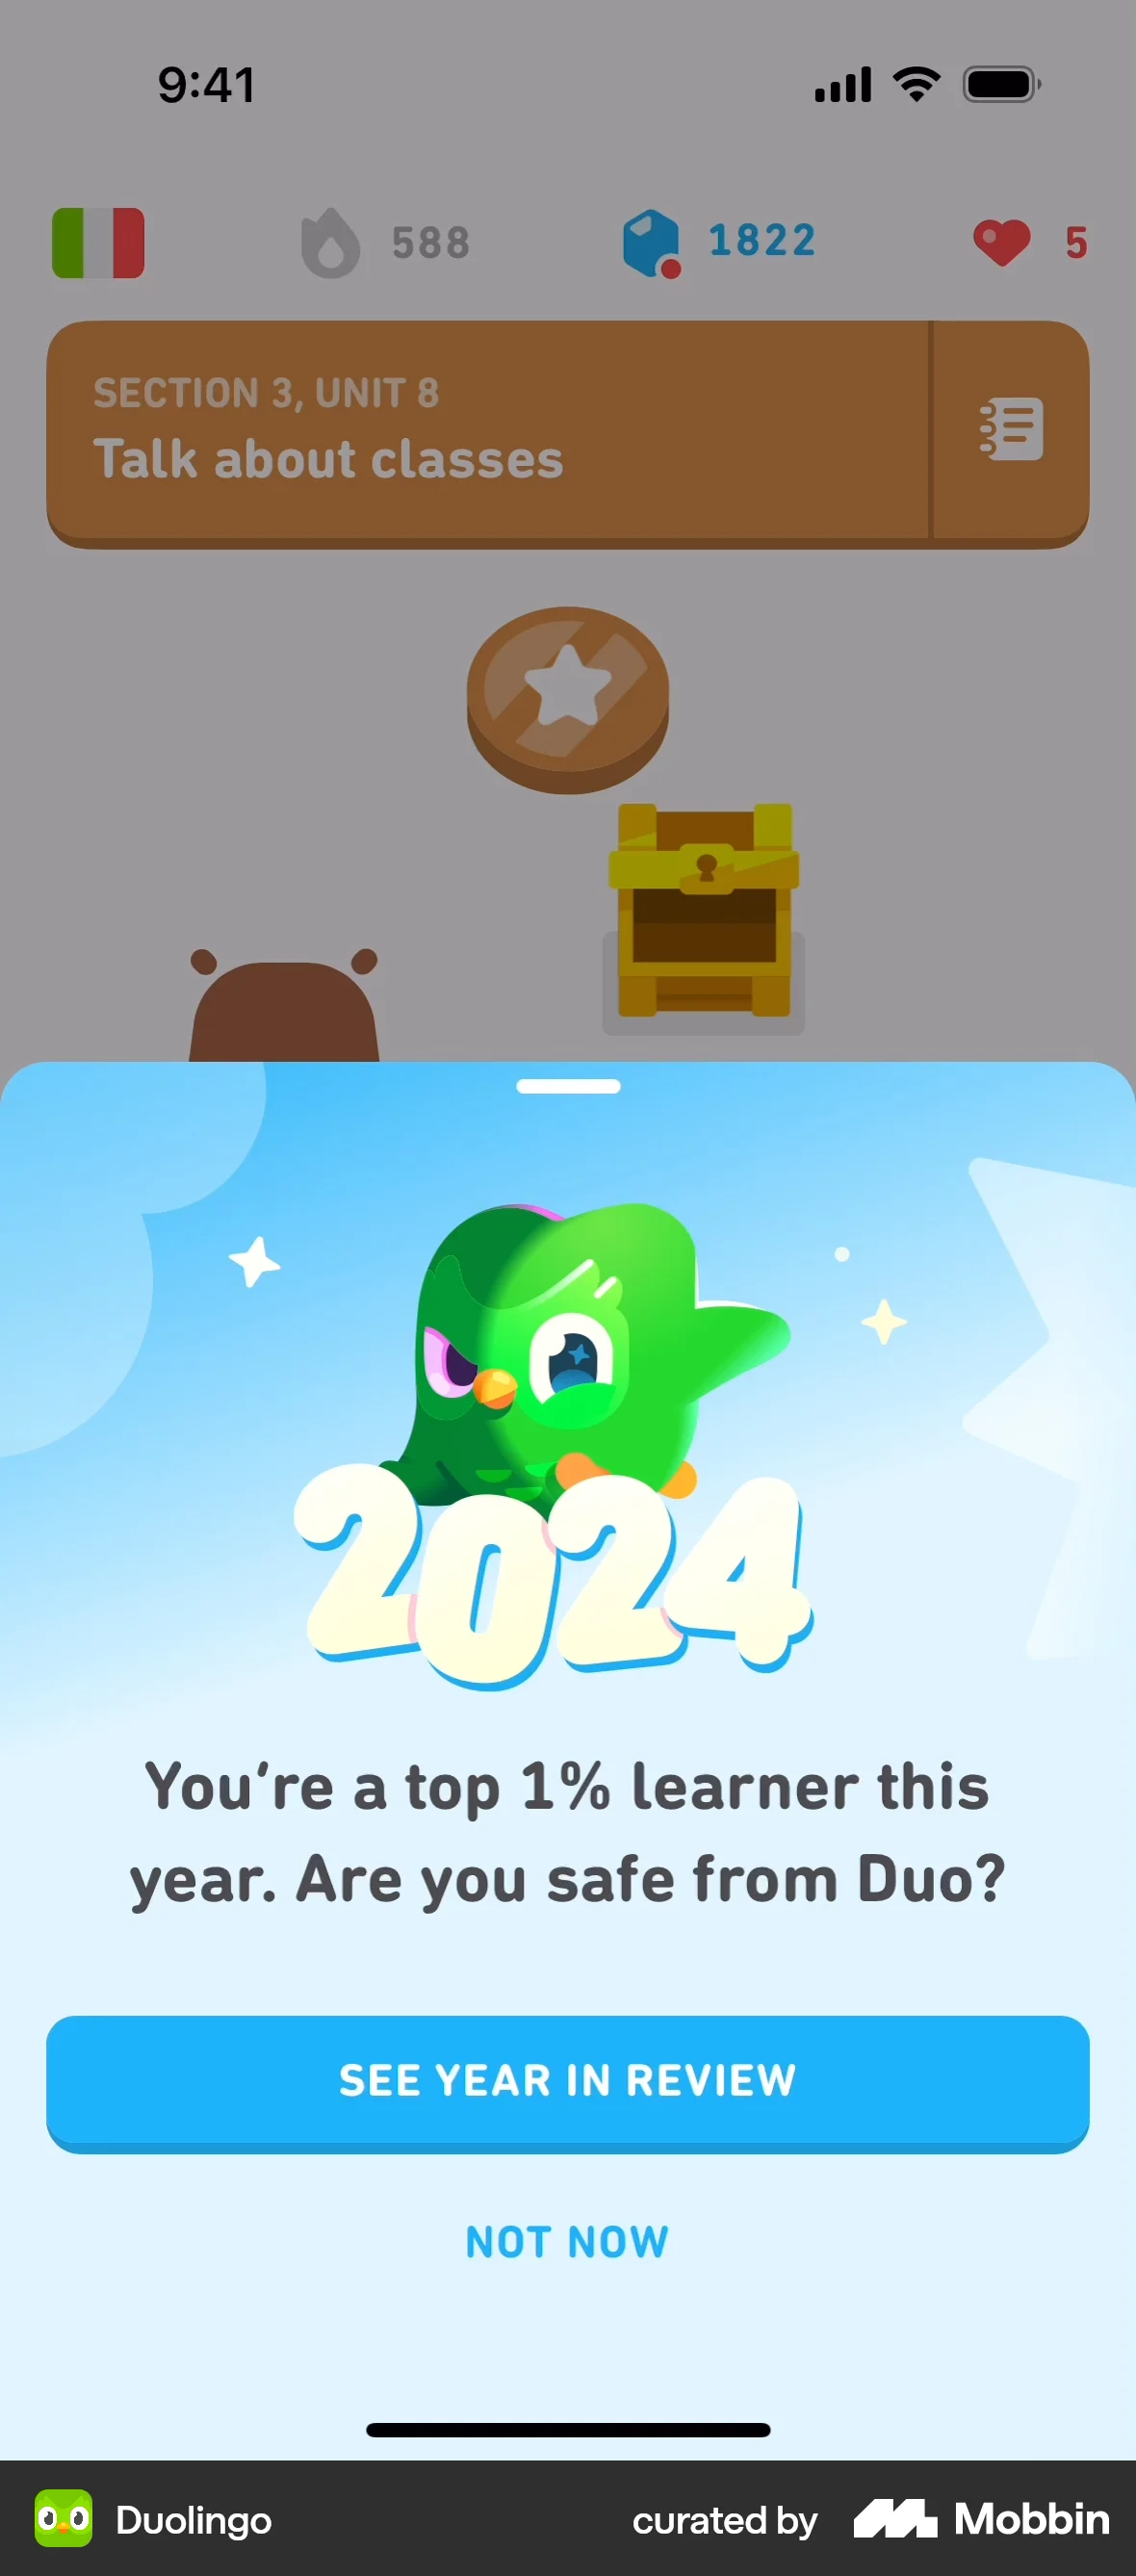 9:41
588
1822
5
SECTION 3, UNIT 8
Talk about classes
2024
You're a top 1% learner this
year. Are you safe from Duo?
SEE YEAR IN REVIEW
NOT NOW
Duolingo
curated by Mobbin